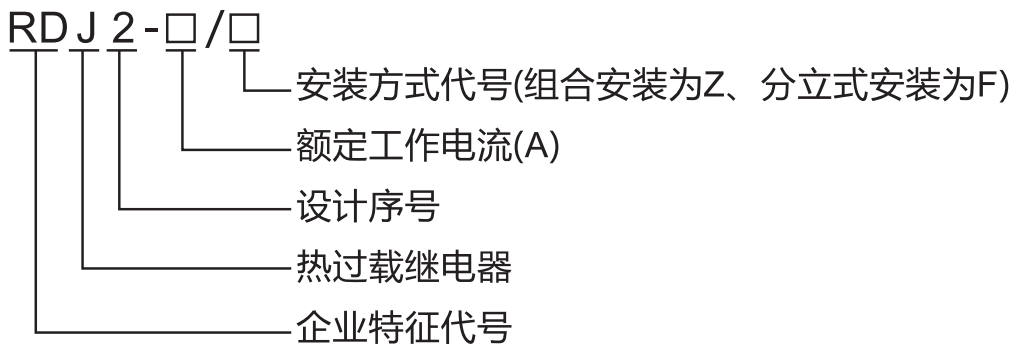 RDJ2-□/□
安装方式代号(组合安装为Z、分立式安装为F)
额定工作电流(A)
设计序号
热过载继电器
企业特征代号